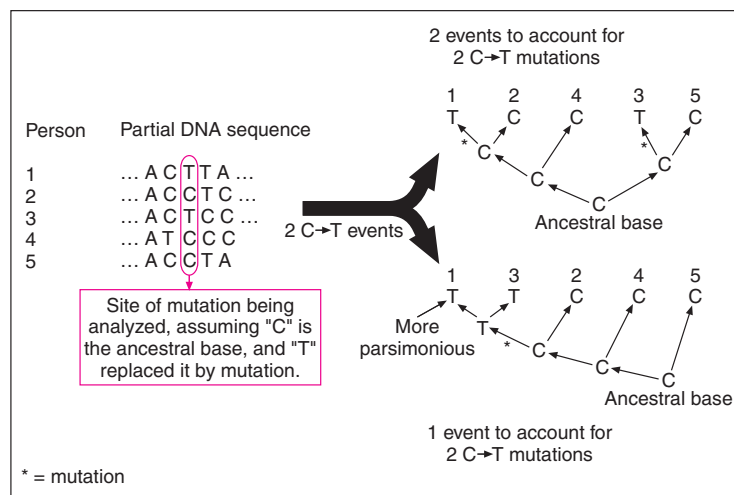 2 events to account for
2 C→T mutations
1 2 4 3 5
T C C T C
* C * C
C
C
Ancestral base
Person Partial DNA sequence
1 ... A C T T A ...
2 ... A C C T C ...
3 ... A C T C C ...
4 ... A T C C C
5 ... A C C T A
2 C→T events
Site of mutation being
analyzed, assuming "C" is
the ancestral base, and "T"
replaced it by mutation.
1 3 2 4 5
T T C C C
More
parsimonious
T
* C
C
C
Ancestral base
1 event to account for
2 C→T mutations
* = mutation